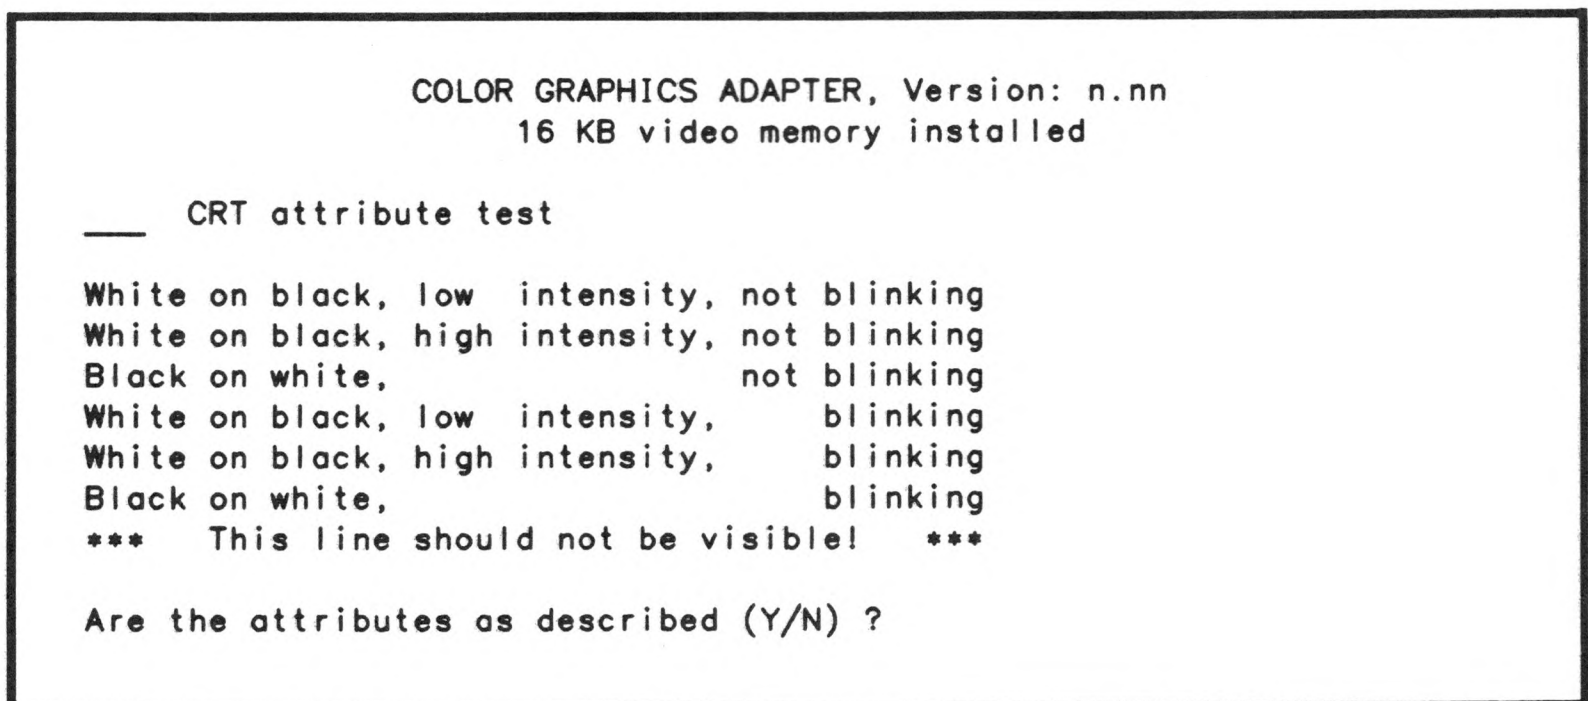 COLOR GRAPHICS ADAPTER, Version: n.nn
16 KB video memory installed
___ CRT attribute test
White on black, low intensity, not blinking
White on black, high intensity, not blinking
Black on white, not blinking
White on black, low intensity, blinking
White on black, high intensity, blinking
Black on white, blinking
*** This line should not be visible! ***
Are the attributes as described (Y/N) ?